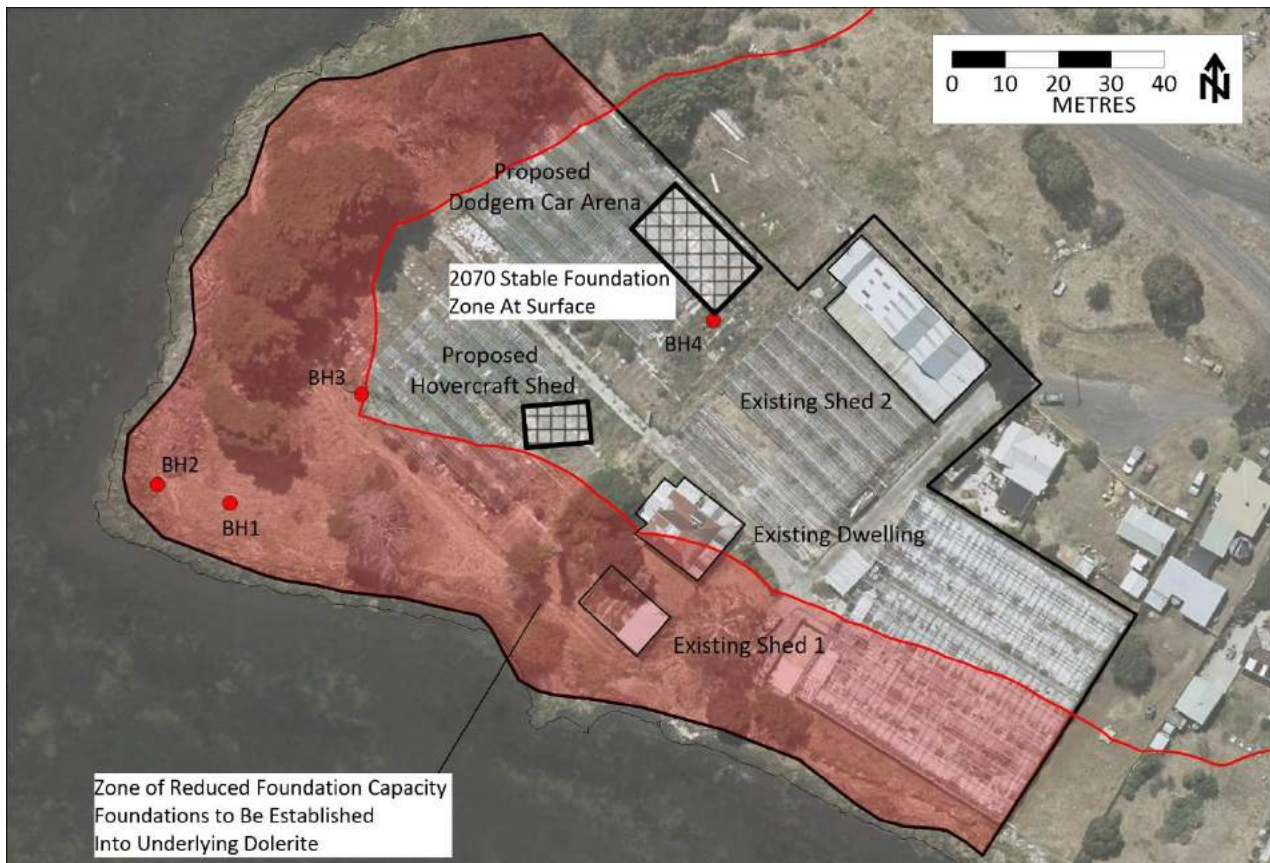 0 10 20 30 40
METRES
N
Proposed
Dodgem Car Arena
2070 Stable Foundation
Zone At Surface
BH4
BH3
Proposed
Hovercraft Shed
Existing Shed 2
BH2
BH1
Existing Dwelling
Existing Shed 1
Zone of Reduced Foundation Capacity
Foundations to Be Established
Into Underlying Dolerite